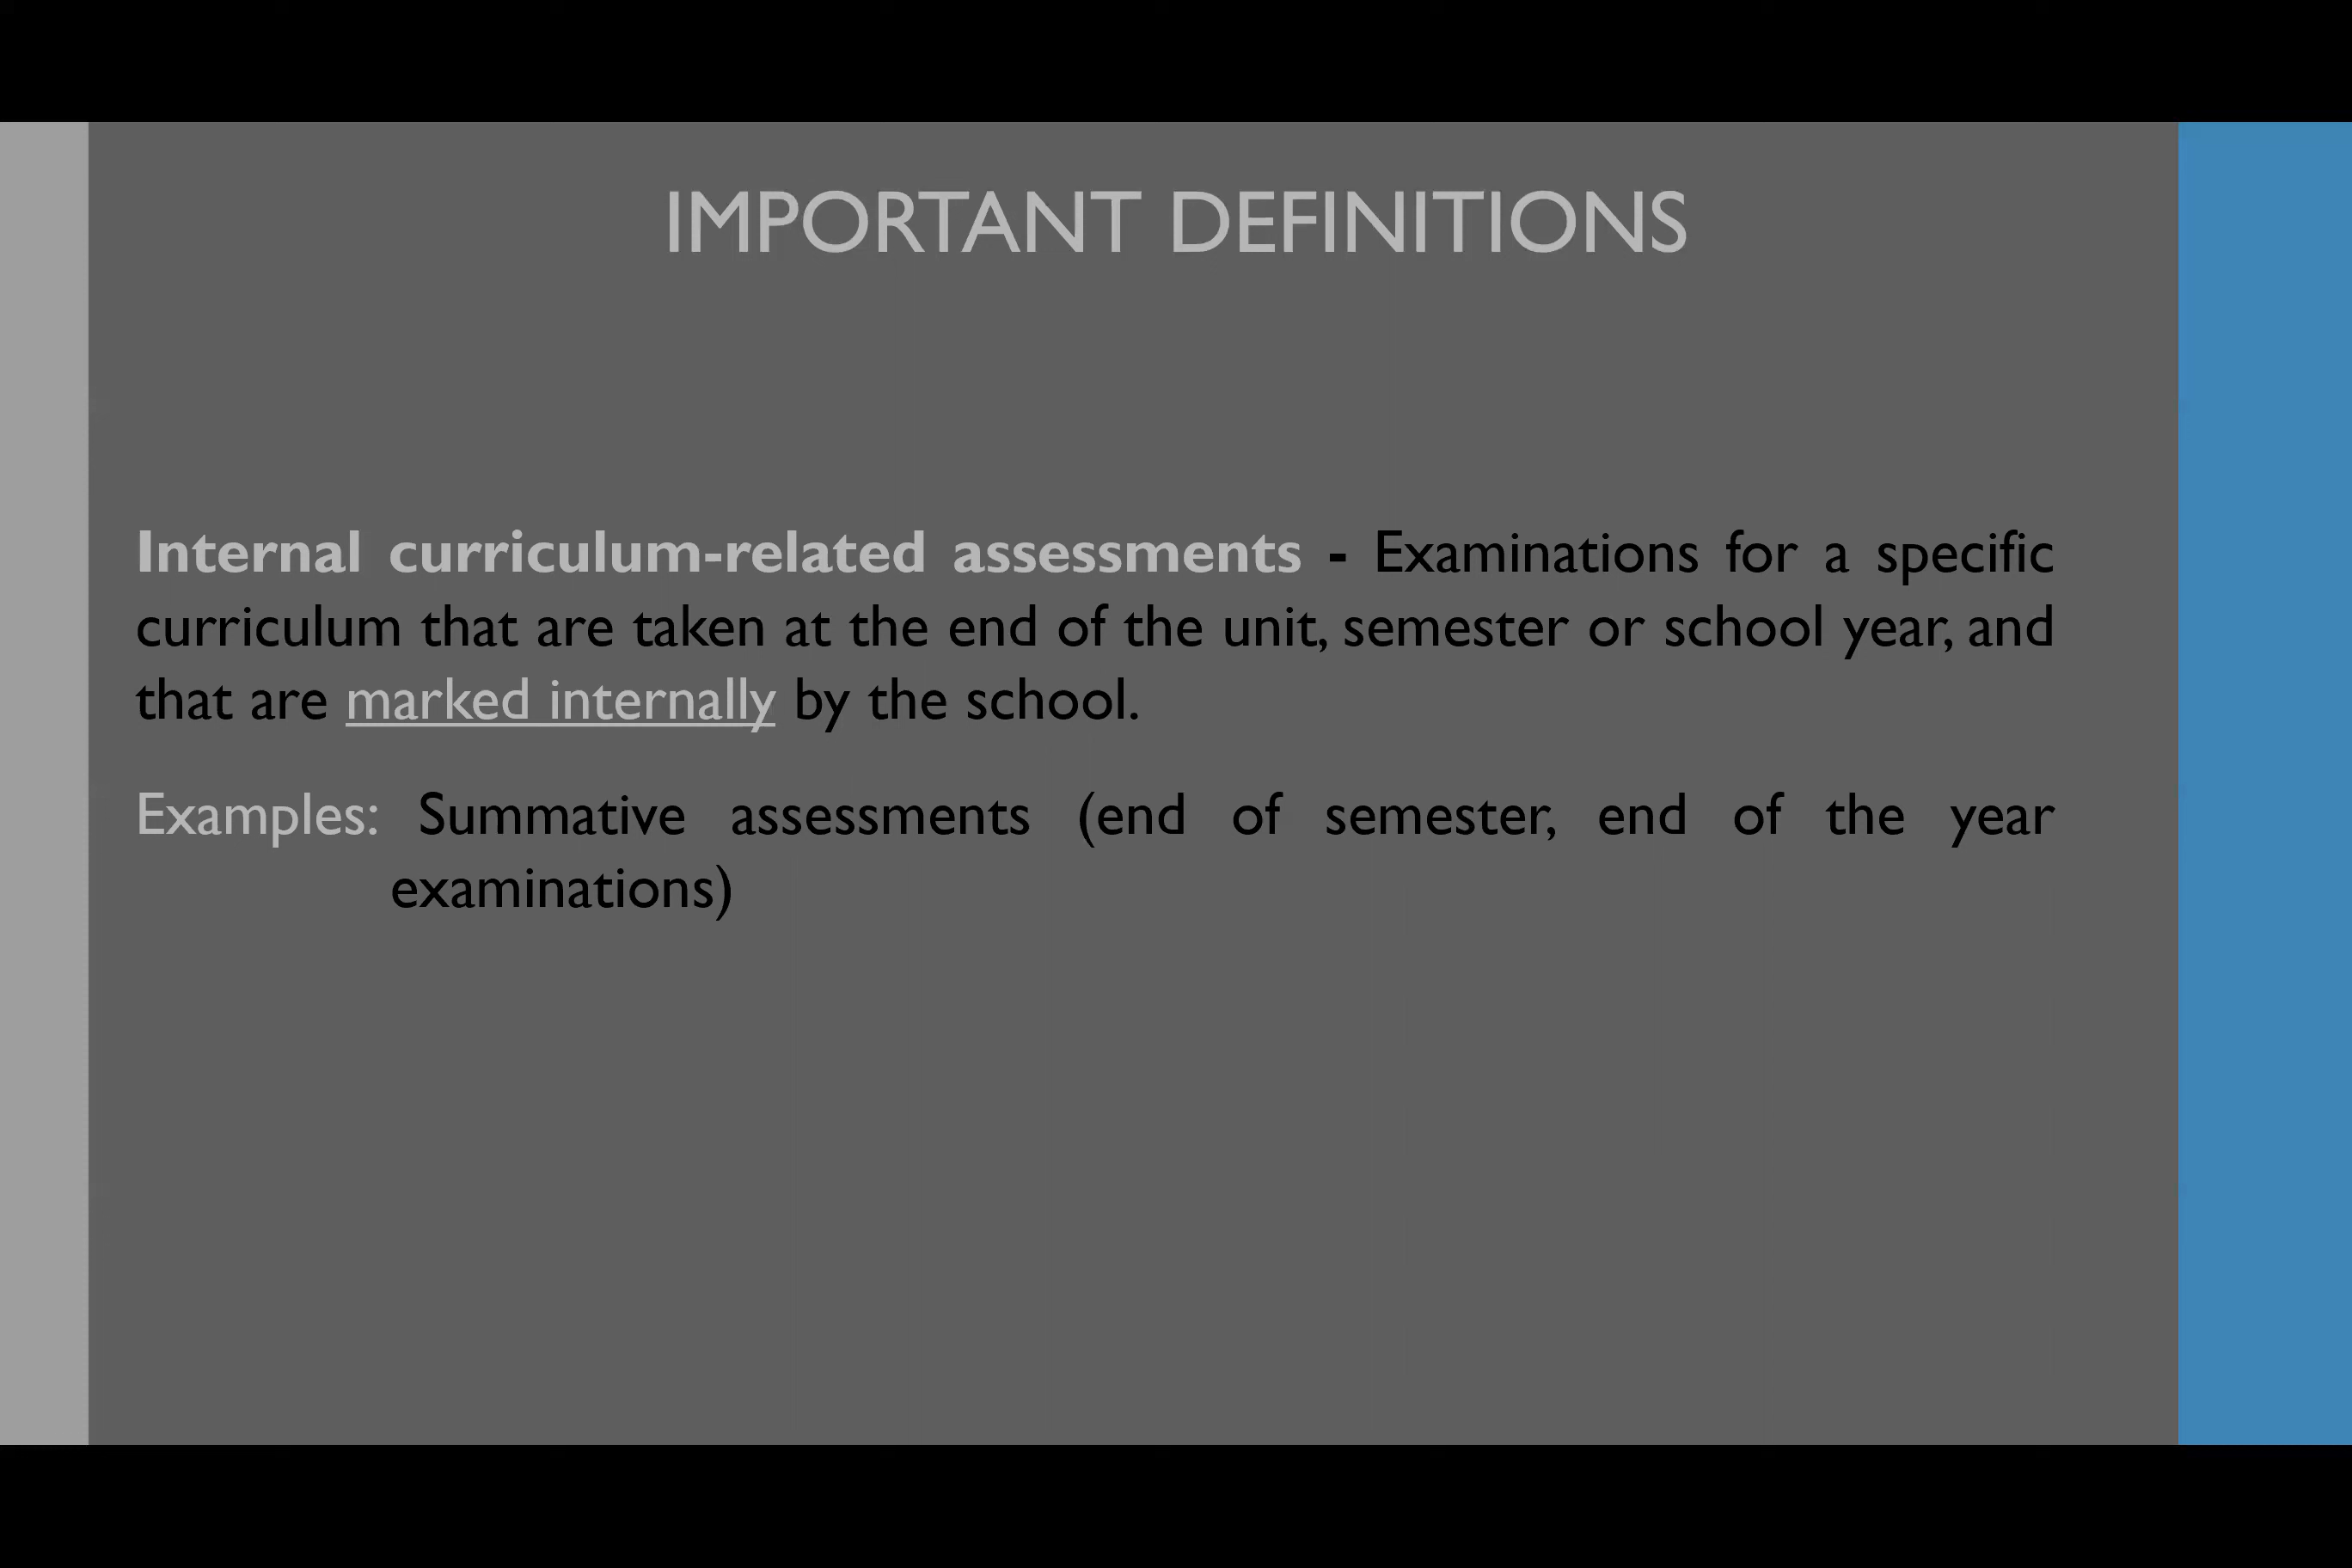 IMPORTANT DEFINITIONS
Internal curriculum-related assessments - Examinations for a specific
curriculum that are taken at the end of the unit, semester or school year, and
that are marked internally by the school.
Examples: Summative assessments (end of semester, end of the year
examinations)